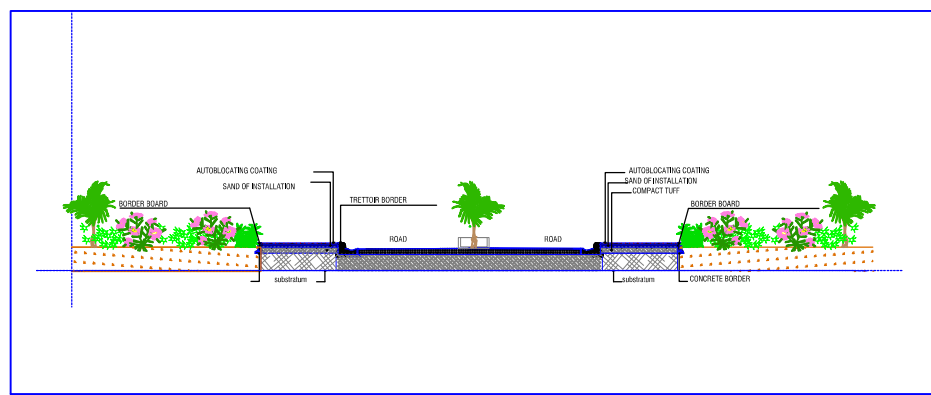 AUTOBLOCATING COATING
AUTOBLOCATING COATING
SAND OF INSTALLATION
SAND OF INSTALLATION
COMPACT TUFF
BORDER BOARD
TRETTOIR BORDER
BORDER BOARD
ROAD
ROAD
substratum
substratum
CONCRETE BORDER